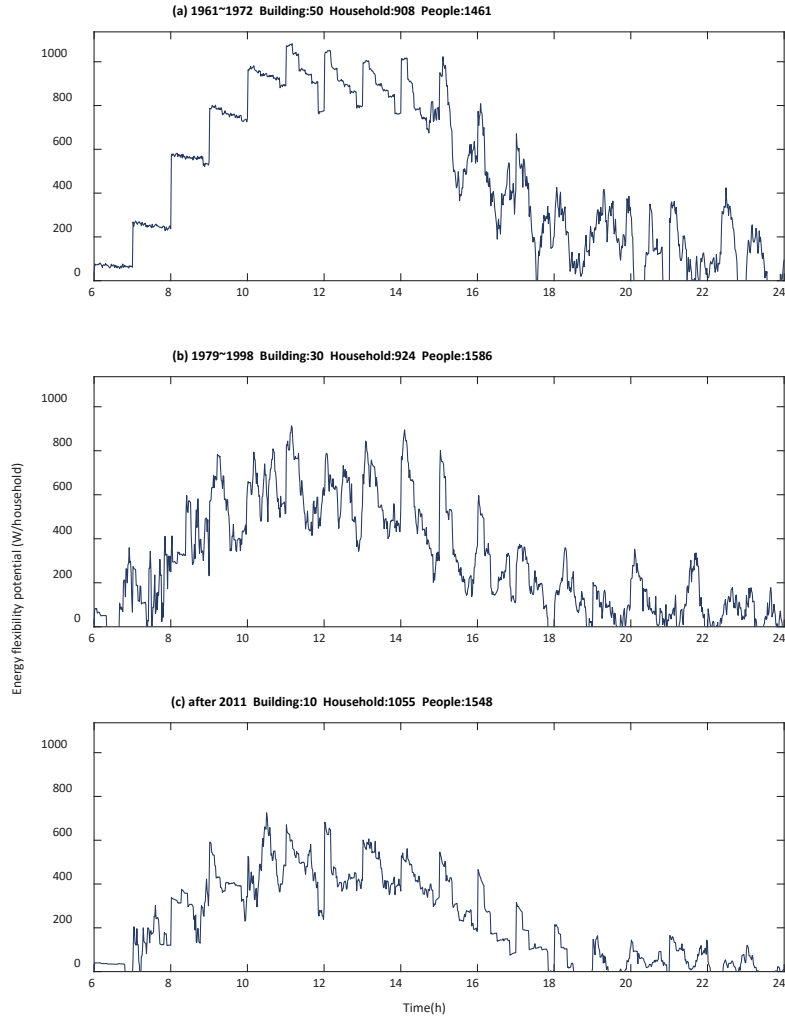 (a) 1961~1972 Building:50 Household:908 People:1461
1000
800
600
400
200
0
6 8 10 12 14 16 18 20 22 24
(b) 1979~1998 Building:30 Household:924 People:1586
1000
800
600
400
200
0
6 8 10 12 14 16 18 20 22 24
Energy flexibility potential (W/household)
(c) after 2011 Building:10 Household:1055 People:1548
1000
800
600
400
200
0
6 8 10 12 14 16 18 20 22 24
Time(h)